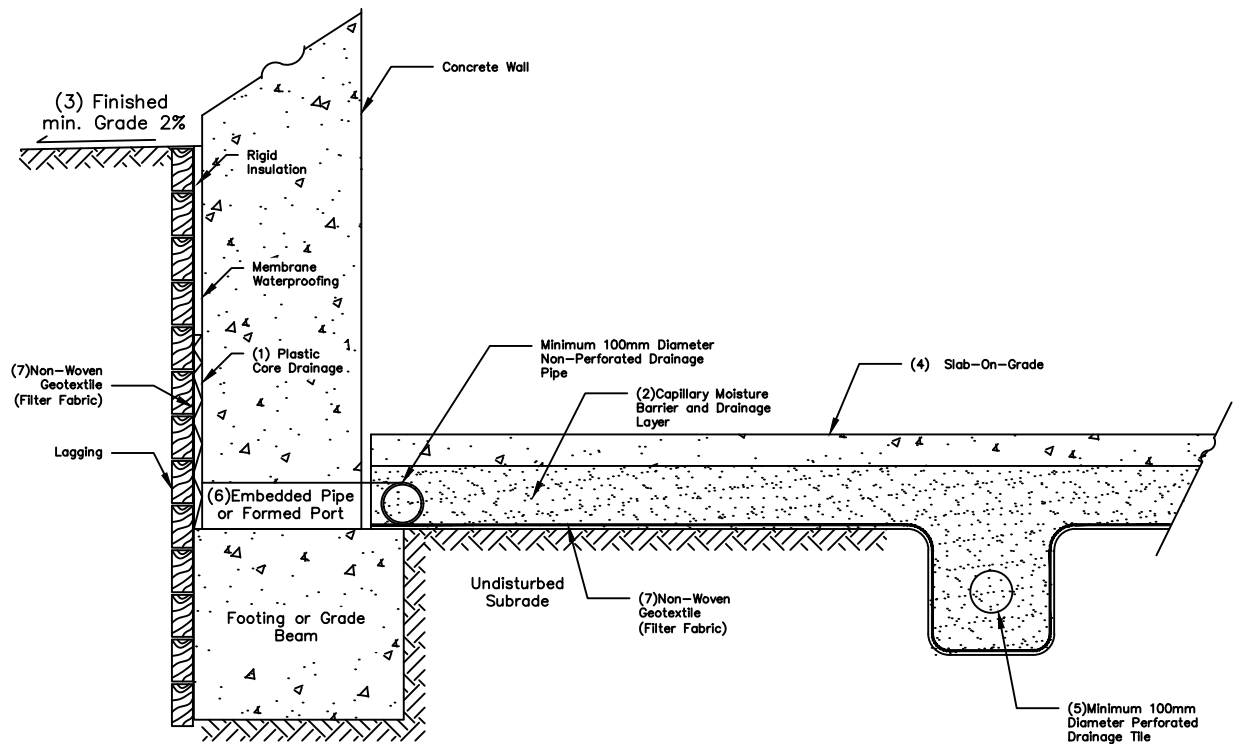 Concrete Wall
(3) Finished
min. Grade 2%
Rigid
Insulation
Membrane
Waterproofing
(1) Plastic
Core Drainage
(7)Non-Woven
Geotextile
(Filter Fabric)
Lagging
Minimum 100mm Diameter
Non-Perforated Drainage
Pipe
(2)Capillary Moisture
Barrier and Drainage
Layer
(4) Slab-On-Grade
(6)Embedded Pipe
or Formed Port
Undisturbed
Subrade
Footing or Grade
Beam
(7)Non-Woven
Geotextile
(Filter Fabric)
(5)Minimum 100mm
Diameter Perforated
Drainage Tile